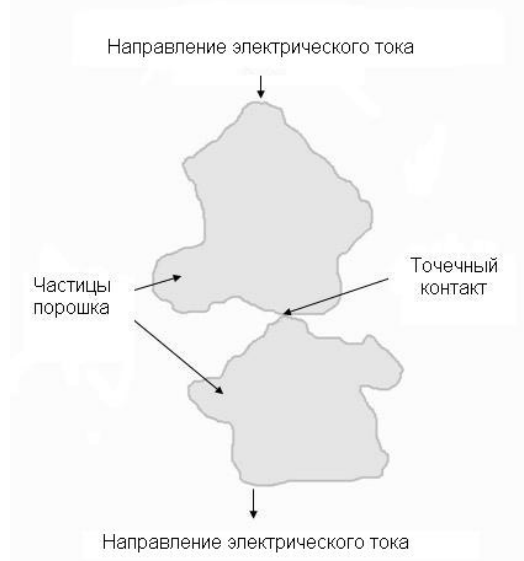 Направление электрического тока
Точечный
контакт
Частицы
порошка
Направление электрического тока